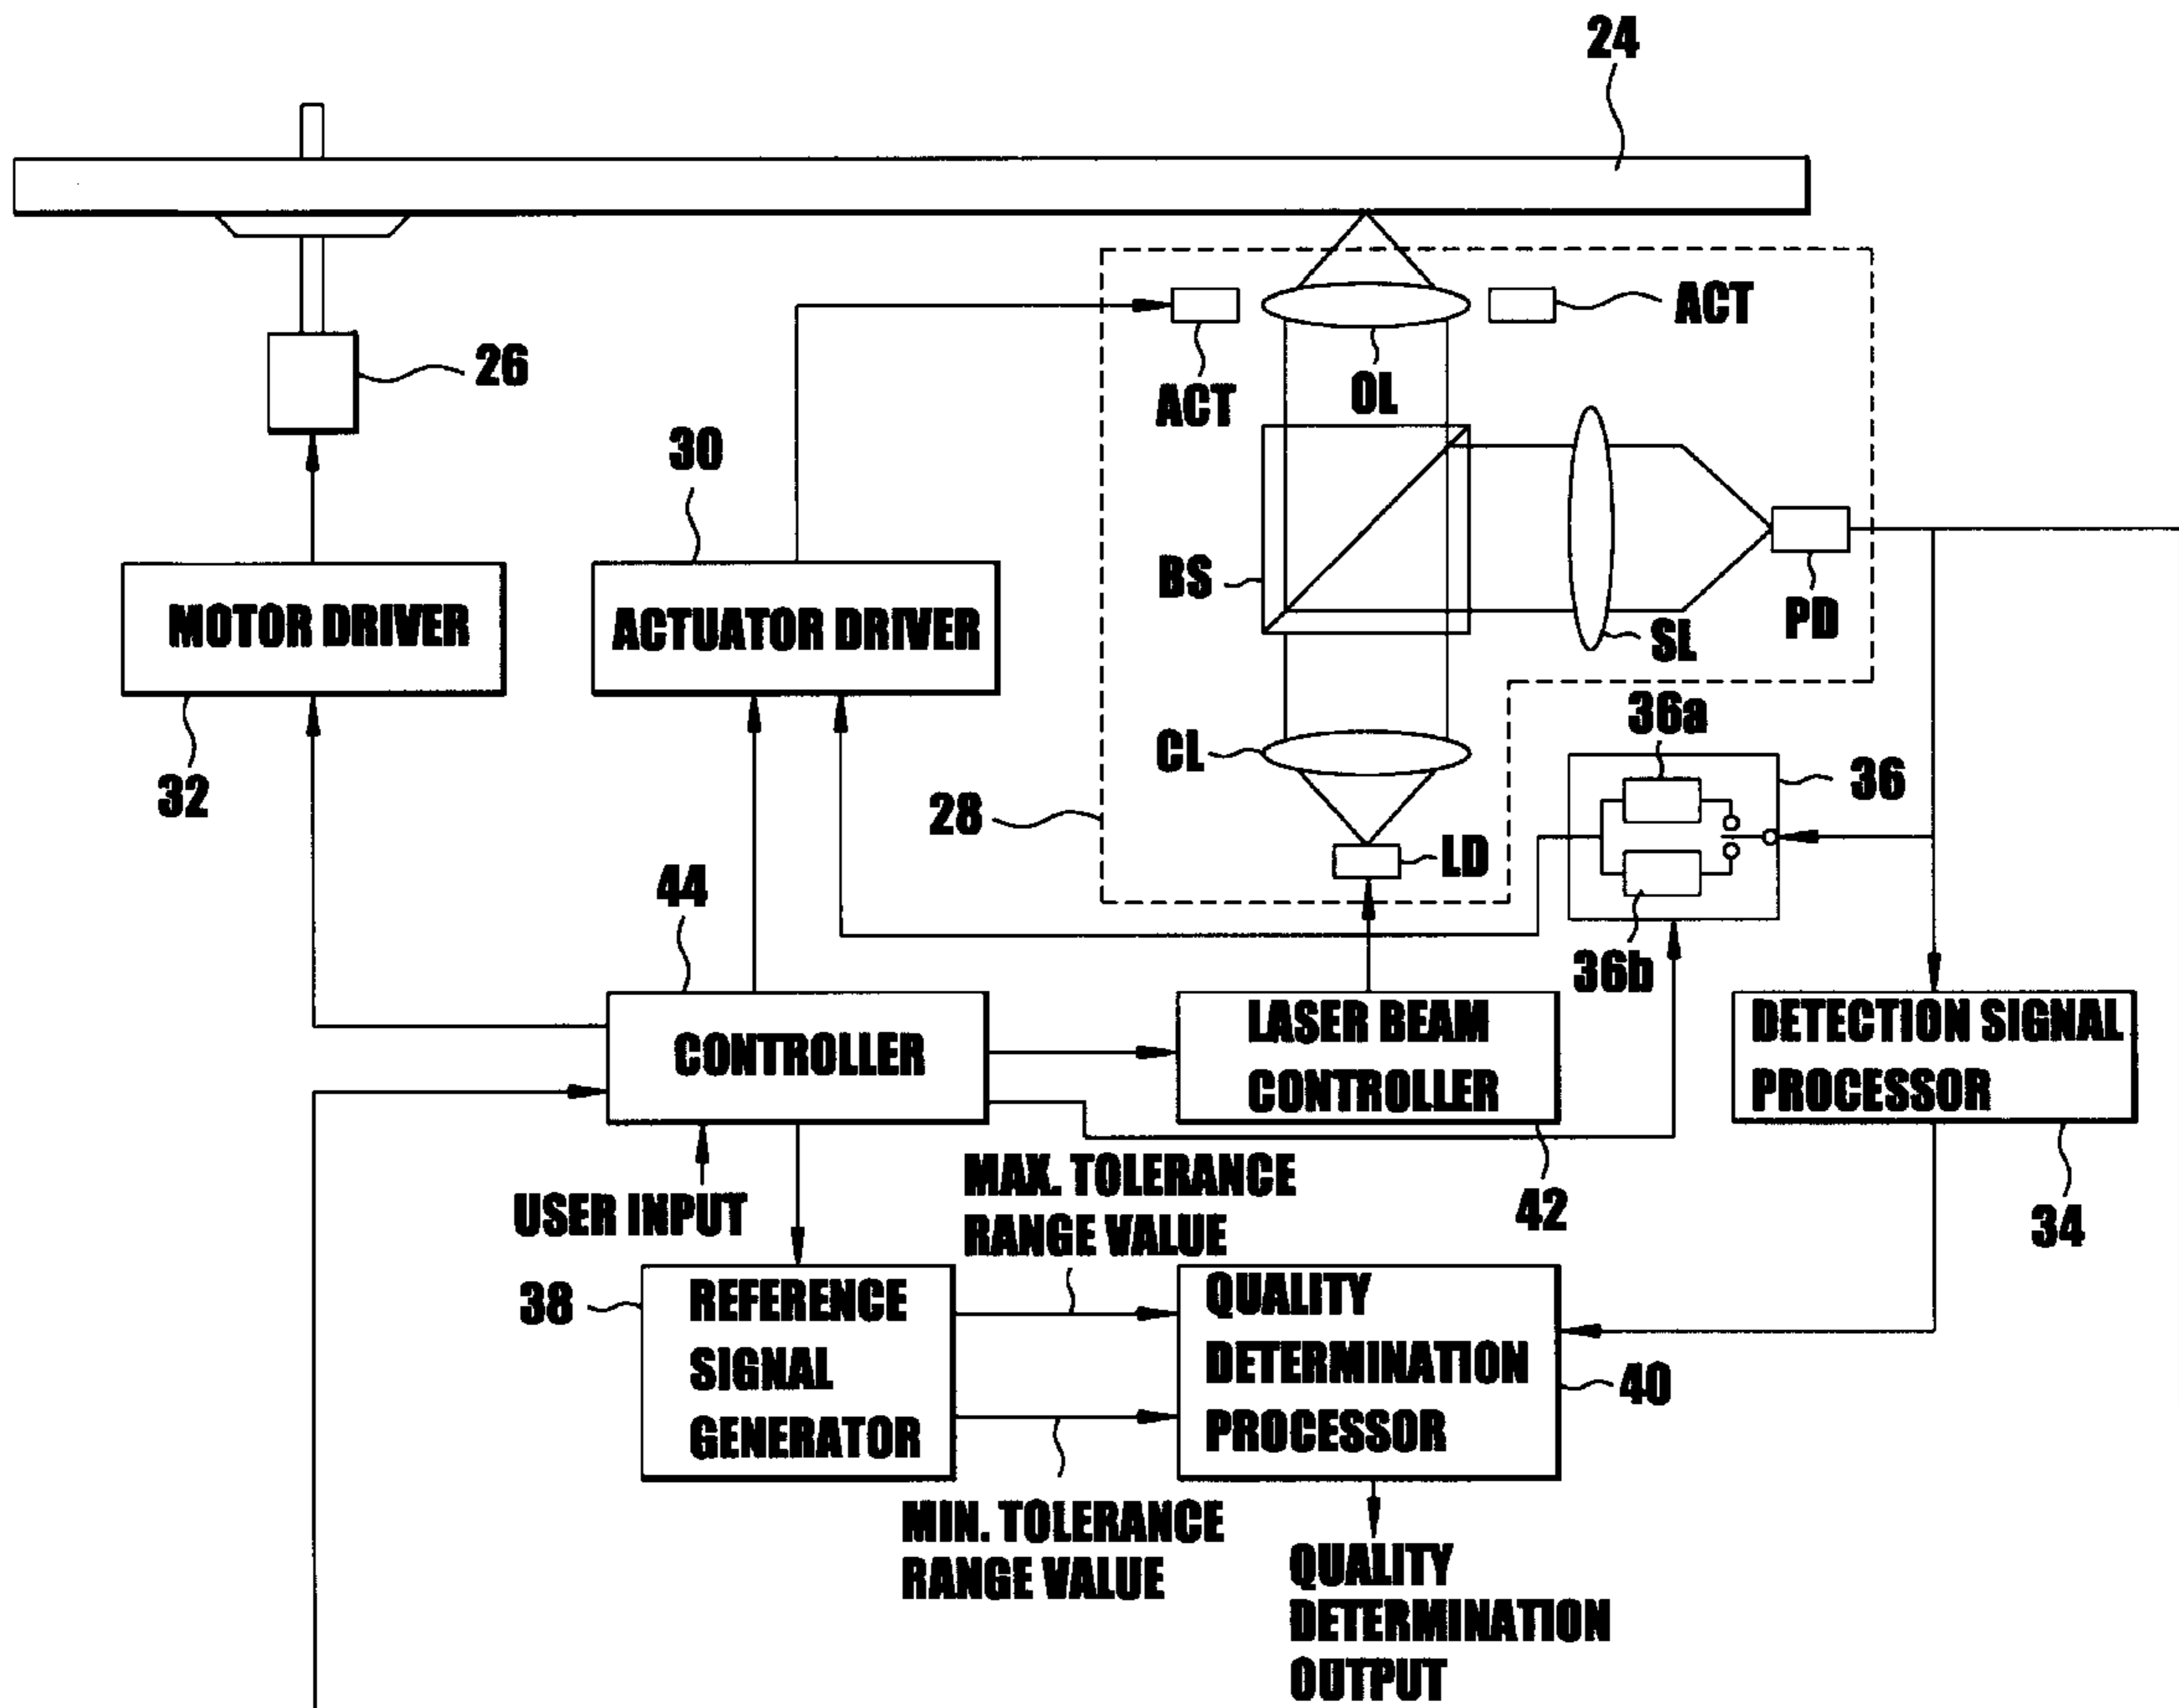 24
26
ACT
ACT
OL
30
BS
PD
SL
MOTOR DRIVER
ACTUATOR DRIVER
36a
CL
36
32
28
LD
44
36b
CONTROLLER
LASER BEAM
CONTROLLER
DETECTION SIGNAL
PROCESSOR
USER INPUT
MAX. TOLERANCE
RANGE VALUE
42
34
38
REFERENCE
SIGNAL
GENERATOR
QUALITY
DETERMINATION
PROCESSOR
40
MIN. TOLERANCE
RANGE VALUE
QUALITY
DETERMINATION
OUTPUT